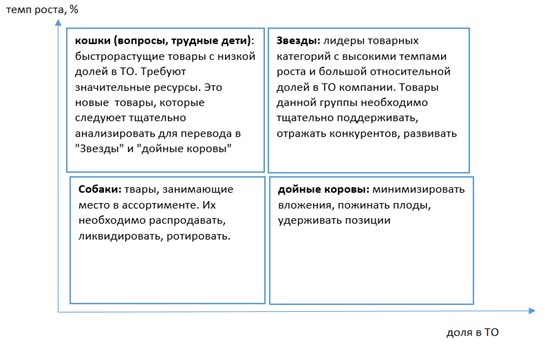 темп роста, %
кошки (вопросы, трудные дети):
быстрорастущие товары с низкой
долей в ТО. Требуют
значительные ресурсы. Это
новые товары, которые
следуюет тщательно
анализировать для перевода в
"Звезды" и "дойные коровы"
Звезды: лидеры товарных
категорий с высокими темпами
роста и большой относительной
долей в ТО компании. Товары
данной группы необходимо
тщательно поддерживать,
отражать конкурентов, развивать
Собаки: твары, занимающие
место в ассортименте. Их
необходимо распродавать,
ликвидировать, ротировать.
дойные коровы: минимизировать
вложения, пожинать плоды,
удерживать позиции
доля в ТО